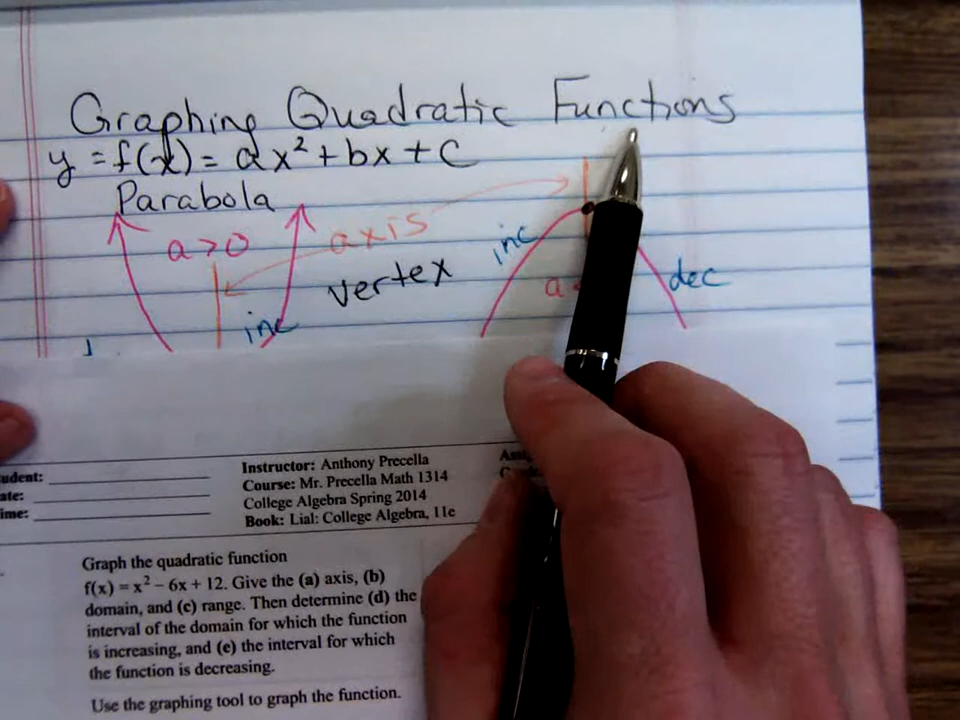 Graphing Quadratic Functions
y = f(x) = ax² + bx + c
Parabola
a > 0
axis
vertex
inc
inc
a
dec
Instructor: Anthony Precella
Course: Mr. Precella Math 1314
College Algebra Spring 2014
Book: Lial: College Algebra, 11e
Graph the quadratic function
f(x) = x² – 6x + 12. Give the (a) axis, (b)
domain, and (c) range. Then determine (d) the
interval of the domain for which the function
is increasing, and (e) the interval for which
the function is decreasing.
Use the graphing tool to graph the function.